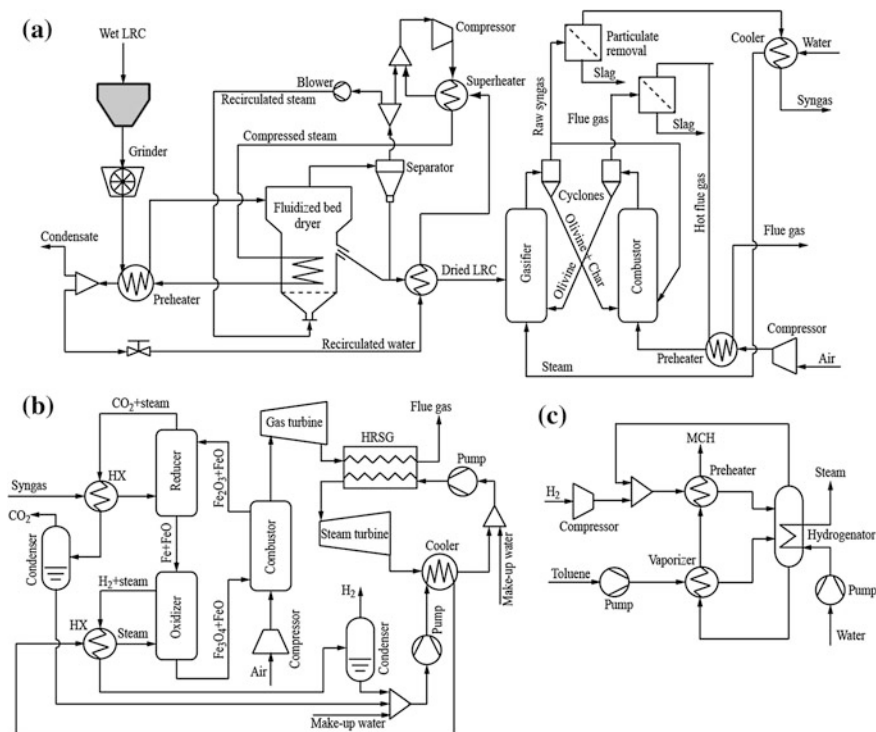 (a)
Wet LRC
Grinder
Condensate
Preheater
Blower
Recirculated steam
Compressed steam
Fluidized bed
dryer
Compressor
Superheater
Separator
Dried LRC
Recirculated water
Raw syngas
Particulate
removal
Slag
Flue gas
Slag
Cooler
Water
Syngas
Cyclones
Gasifier
Olivine + Char
Olivine
Combustor
Hot flue gas
Flue gas
Compressor
Preheater
Air
Steam
(b)
CO2+steam
Syngas
HX
Reducer
CO2
Condenser
Fe+FeO
Fe2O3+FeO
H2+steam
HX
Steam
Oxidizer
Fe3O4+FeO
Combustor
Gas turbine
HRSG
Flue gas
Pump
Steam turbine
Cooler
Make-up water
H2
Pump
Condenser
Compressor
Air
Make-up water
(c)
MCH
Preheater
Steam
H2
Compressor
Hydrogenator
Vaporizer
Toluene
Pump
Pump
Water